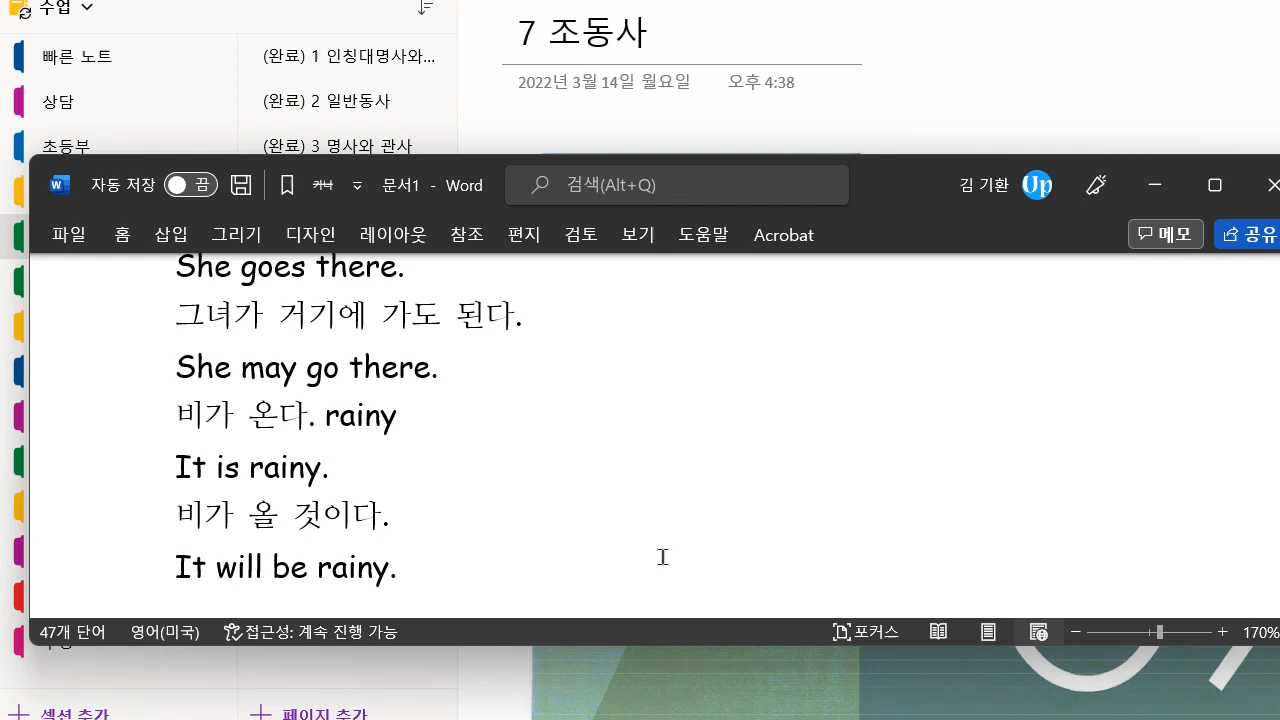 수업
7 조동사
빠른 노트
(완료) 1 인칭대명사와...
2022년 3월 14일 월요일 오후 4:38
상담
(완료) 2 일반동사
초등부
(완료) 3 명사와 관사
자동 저장 끔 가나 문서1 - Word 검색(Alt+Q) 김 기환 Up
파일 홈 삽입 그리기 디자인 레이아웃 참조 편지 검토 보기 도움말 Acrobat 메모 공유
She goes there.
그녀가 거기에 가도 된다.
She may go there.
비가 온다. rainy
It is rainy.
비가 올 것이다.
It will be rainy.
47개 단어 영어(미국) 접근성: 계속 진행 가능 포커스 170%
섹션 추가 페이지 추가